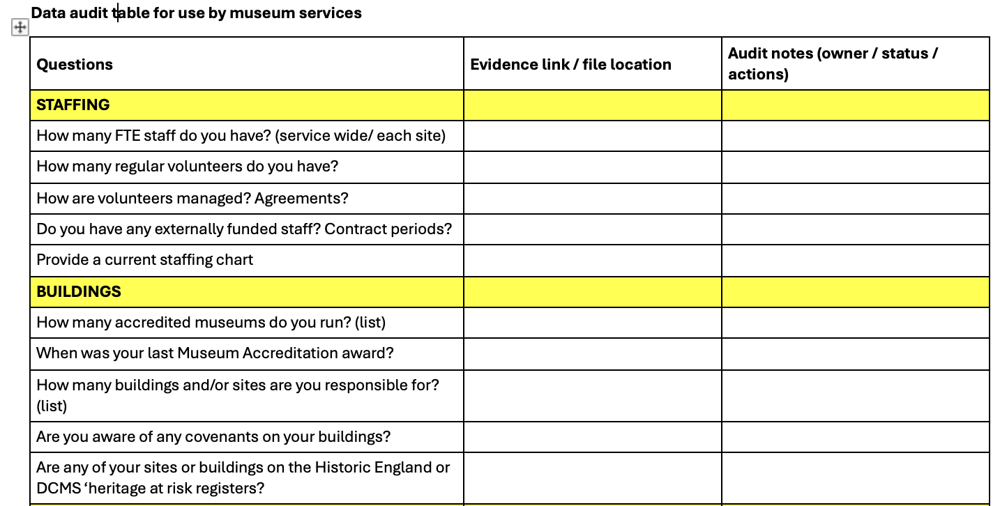 Data audit table for use by museum services
Questions
Evidence link / file location
Audit notes (owner / status /
actions)
STAFFING
How many FTE staff do you have? (service wide/ each site)
How many regular volunteers do you have?
How are volunteers managed? Agreements?
Do you have any externally funded staff? Contract periods?
Provide a current staffing chart
BUILDINGS
How many accredited museums do you run? (list)
When was your last Museum Accreditation award?
How many buildings and/or sites are you responsible for?
(list)
Are you aware of any covenants on your buildings?
Are any of your sites or buildings on the Historic England or
DCMS ‘heritage at risk registers?